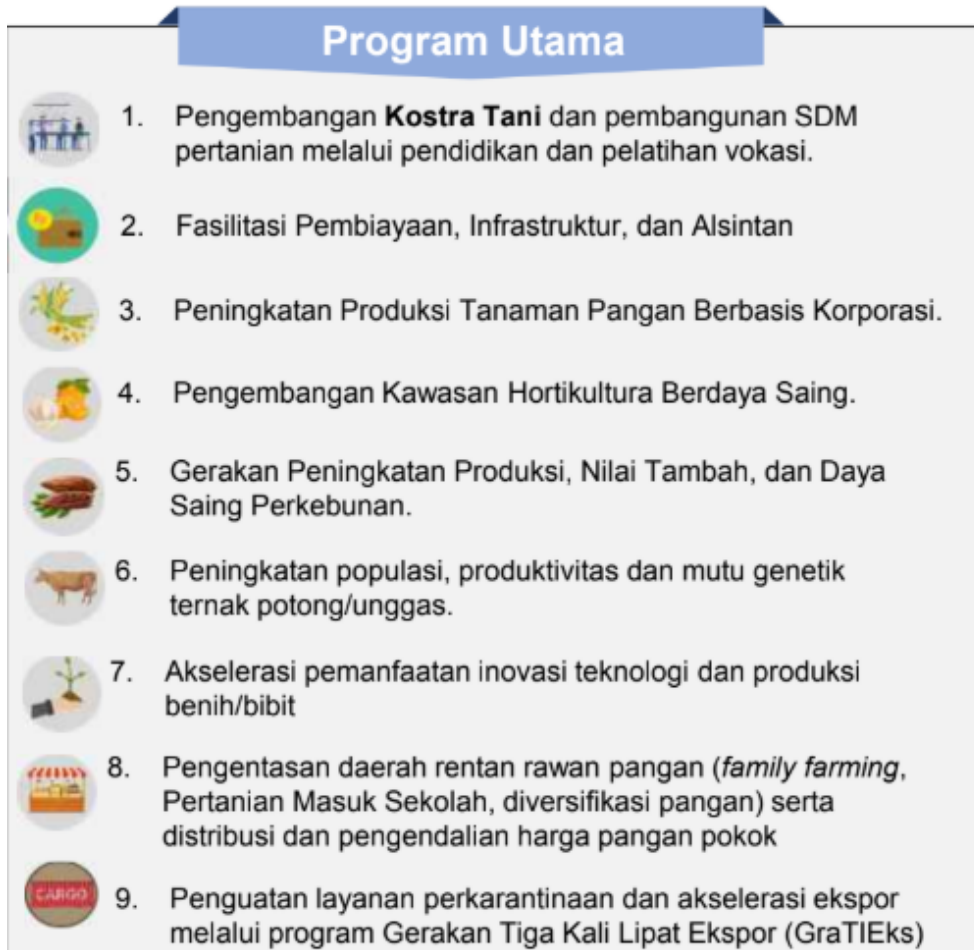 Program Utama
1. Pengembangan Kostra Tani dan pembangunan SDM
pertanian melalui pendidikan dan pelatihan vokasi.
2. Fasilitasi Pembiayaan, Infrastruktur, dan Alsintan
3. Peningkatan Produksi Tanaman Pangan Berbasis Korporasi.
4. Pengembangan Kawasan Hortikultura Berdaya Saing.
5. Gerakan Peningkatan Produksi, Nilai Tambah, dan Daya
Saing Perkebunan.
6. Peningkatan populasi, produktivitas dan mutu genetik
ternak potong/unggas.
7. Akselerasi pemanfaatan inovasi teknologi dan produksi
benih/bibit
8. Pengentasan daerah rentan rawan pangan (family farming,
Pertanian Masuk Sekolah, diversifikasi pangan) serta
distribusi dan pengendalian harga pangan pokok
CARGO
9. Penguatan layanan perkarantinaan dan akselerasi ekspor
melalui program Gerakan Tiga Kali Lipat Ekspor (GraTIEks)